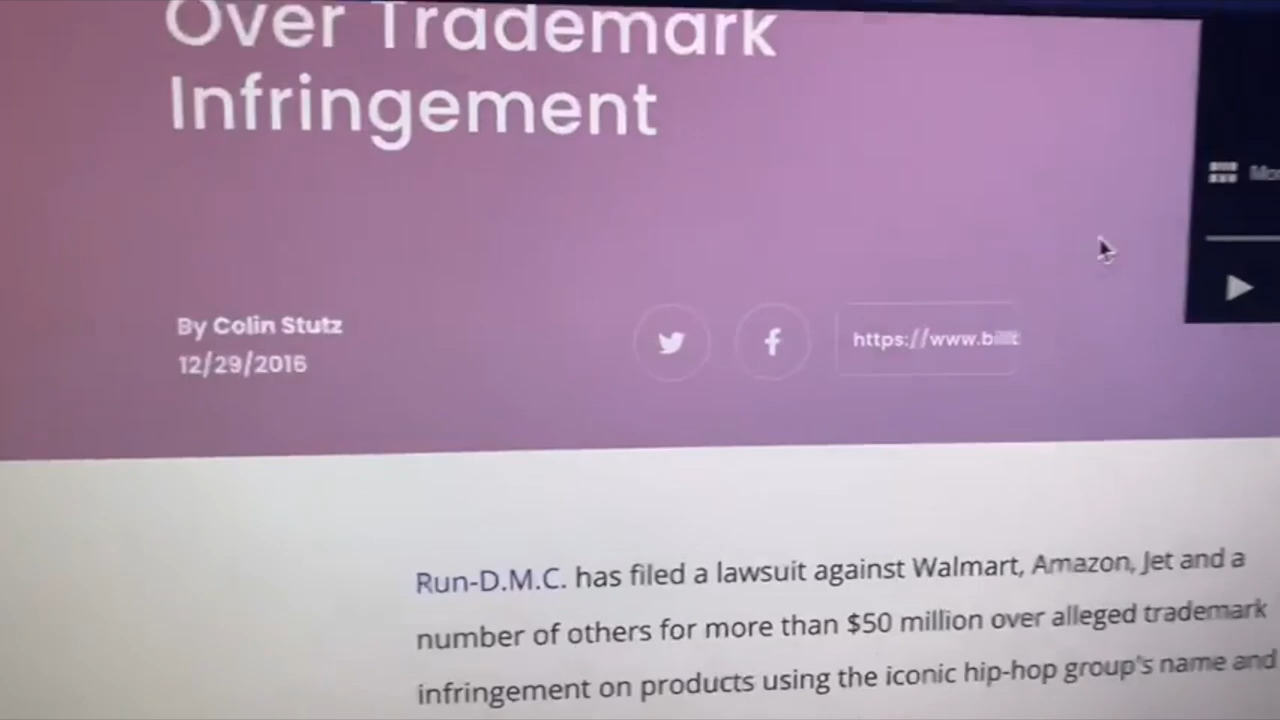 Over Trademark
Infringement
By Colin Stutz
12/29/2016
https://www.b
Run-D.M.C. has filed a lawsuit against Walmart, Amazon, Jet and a
number of others for more than $50 million over alleged trademark
infringement on products using the iconic hip-hop group's name and